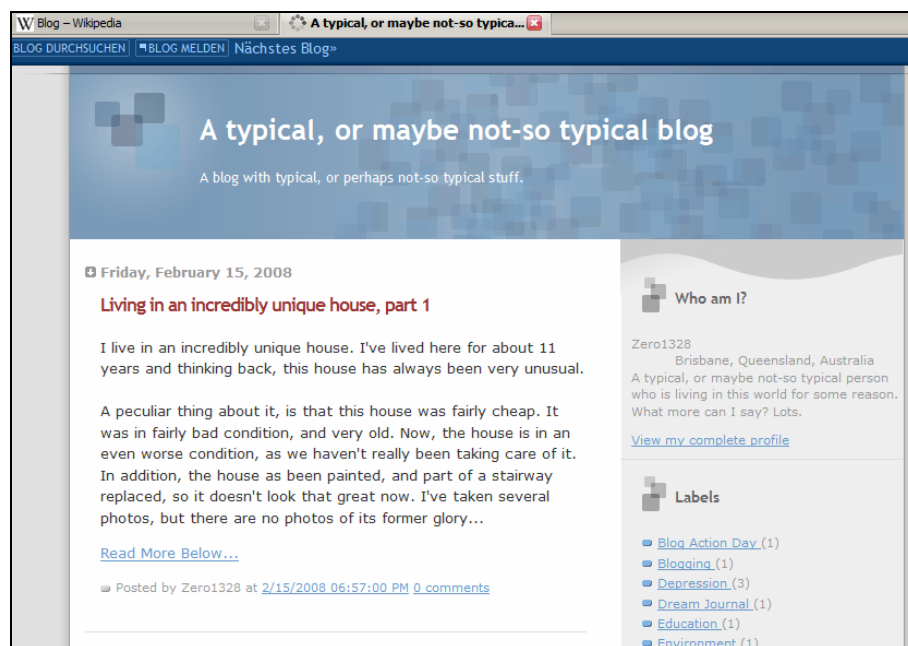 W Blog – Wikipedia
A typical, or maybe not-so typica...
BLOG DURCHSUCHEN BLOG MELDEN Nächstes Blog»
A typical, or maybe not-so typical blog
A blog with typical, or perhaps not-so typical stuff.
Friday, February 15, 2008
Living in an incredibly unique house, part 1
I live in an incredibly unique house. I've lived here for about 11
years and thinking back, this house has always been very unusual.
A peculiar thing about it, is that this house was fairly cheap. It
was in fairly bad condition, and very old. Now, the house is in an
even worse condition, as we haven't really been taking care of it.
In addition, the house as been painted, and part of a stairway
replaced, so it doesn't look that great now. I've taken several
photos, but there are no photos of its former glory...
Read More Below...
Posted by Zero1328 at 2/15/2008 06:57:00 PM 0 comments
Who am I?
Zero1328
Brisbane, Queensland, Australia
A typical, or maybe not-so typical person
who is living in this world for some reason.
What more can I say? Lots.
View my complete profile
Labels
Blog Action Day (1)
Blogging (1)
Depression (3)
Dream Journal (1)
Education (1)
Environment (1)